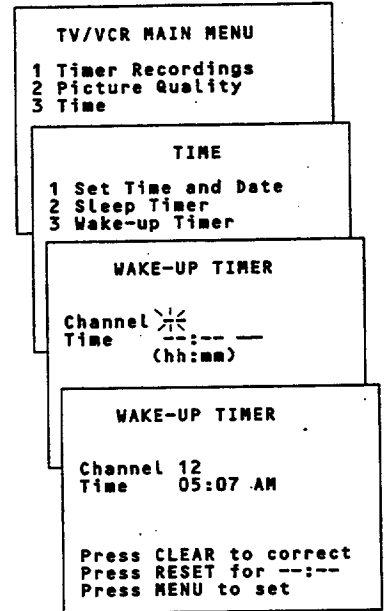 TV/VCR MAIN MENU
1 Timer Recordings
2 Picture Quality
3 Time
TIME
1 Set Time and Date
2 Sleep Timer
3 Wake-up Timer
WAKE-UP TIMER
Channel --
Time --:-- --
(hh:mm)
WAKE-UP TIMER
Channel 12
Time 05:07 AM
Press CLEAR to correct
Press RESET for --:--
Press MENU to set